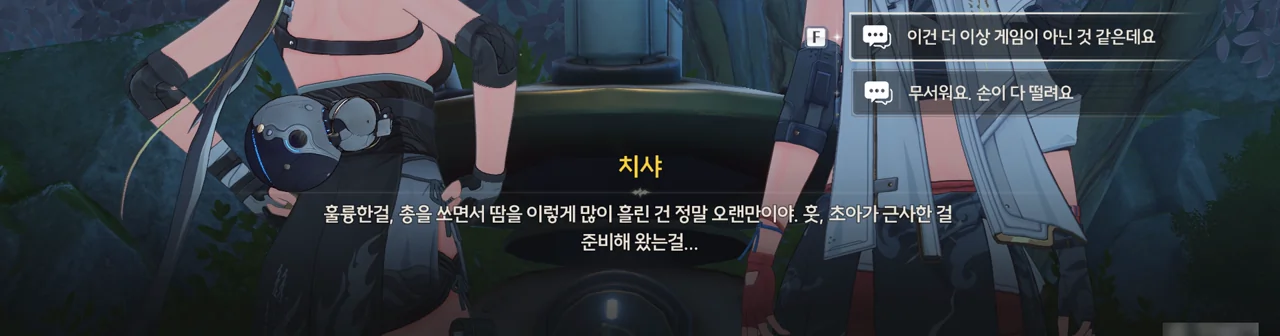 F
이건 더 이상 게임이 아닌 것 같은데요
무서워요. 손이 다 떨려요
치샤
훌륭한걸, 총을 쏘면서 땀을 이렇게 많이 흘린 건 정말 오랜만이야. 훗, 초아가 근사한 걸
준비해 왔는걸...